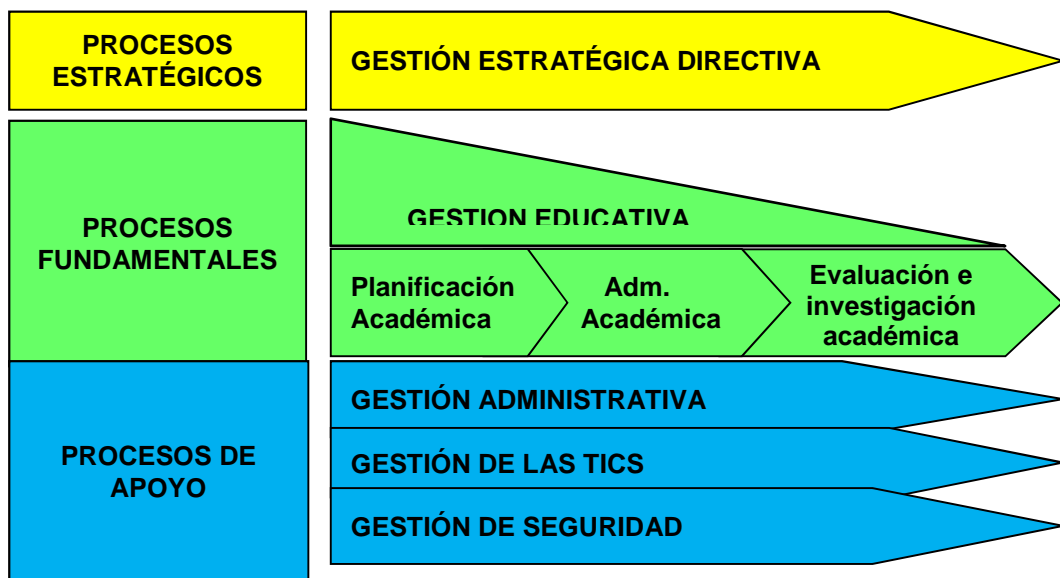 PROCESOS
ESTRATÉGICOS
GESTIÓN ESTRATÉGICA DIRECTIVA
PROCESOS
FUNDAMENTALES
GESTION EDUCATIVA
Planificación
Académica
Adm.
Académica
Evaluación e
investigación
académica
PROCESOS DE
APOYO
GESTIÓN ADMINISTRATIVA
GESTIÓN DE LAS TICS
GESTIÓN DE SEGURIDAD